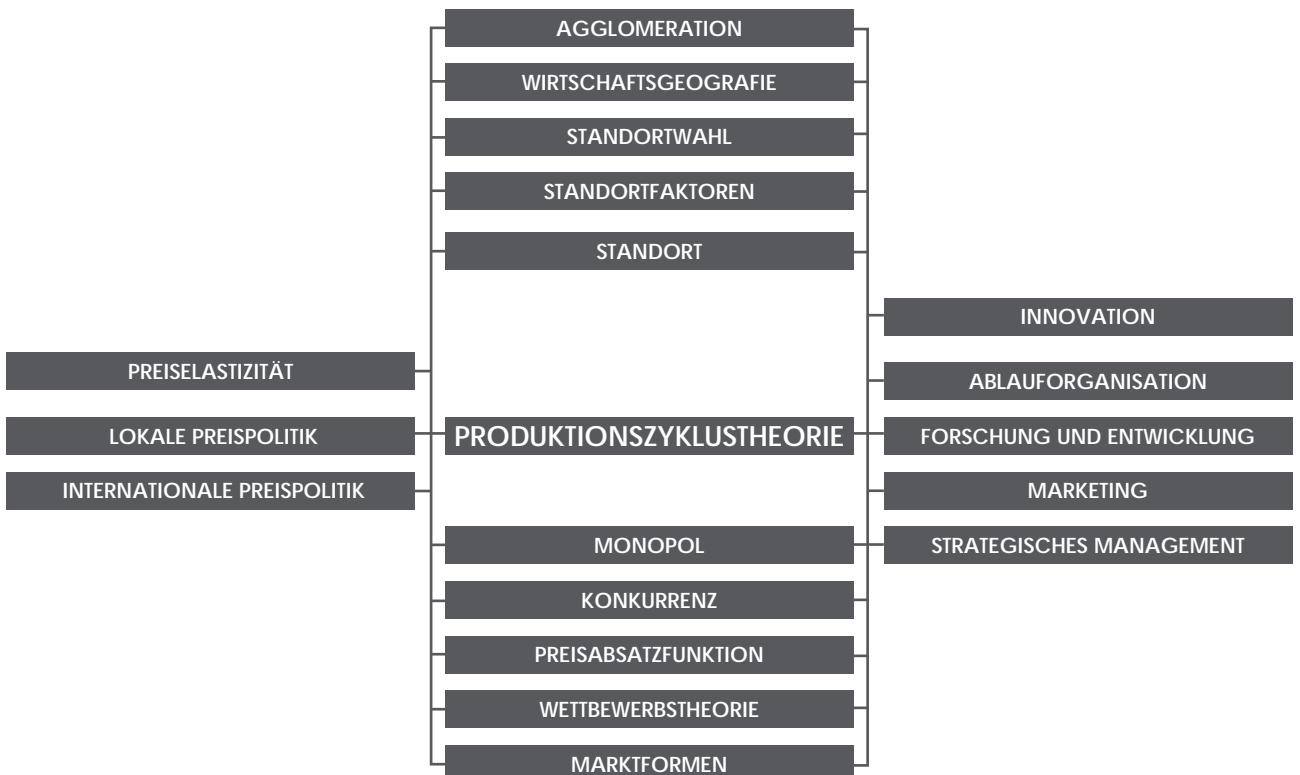 AGGLOMERATION
WIRTSCHAFTSGEOGRAFIE
STANDORTWAHL
STANDORTFAKTOREN
STANDORT
INNOVATION
PREISELASTIZITÄT
ABLAUFORGANISATION
LOKALE PREISPOLITIK
PRODUKTIONSZYKLUSTHEORIE
FORSCHUNG UND ENTWICKLUNG
INTERNATIONALE PREISPOLITIK
MARKETING
MONOPOL
STRATEGISCHES MANAGEMENT
KONKURRENZ
PREISABSATZFUNKTION
WETTBEWERBSTHEORIE
MARKTFORMEN